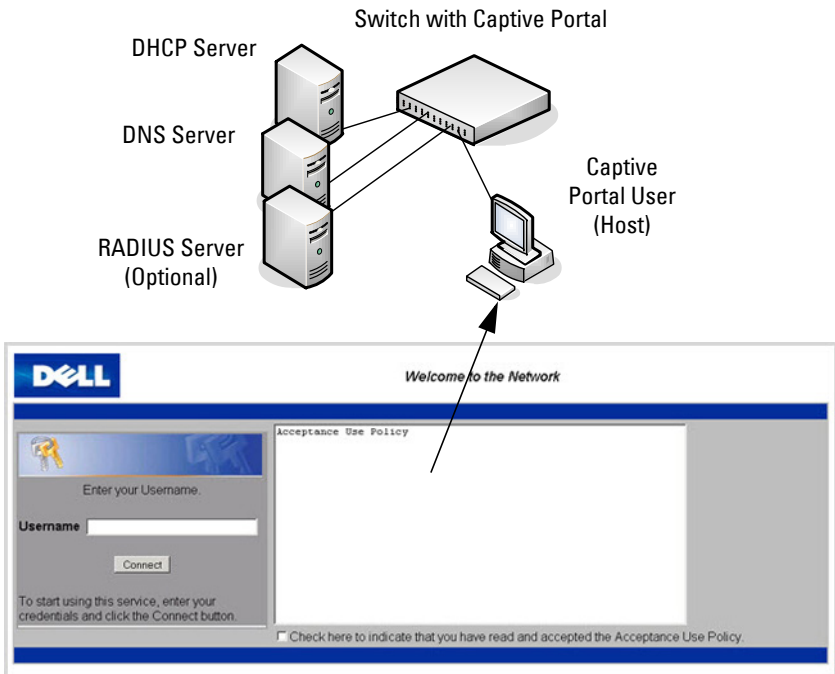 Switch with Captive Portal
DHCP Server
DNS Server
Captive
Portal User
(Host)
RADIUS Server
(Optional)
DELL
Welcome to the Network
Acceptance Use Policy
Enter your Username.
Username
Connect
To start using this service, enter your
credentials and click the Connect button.
Check here to indicate that you have read and accepted the Acceptance Use Policy.